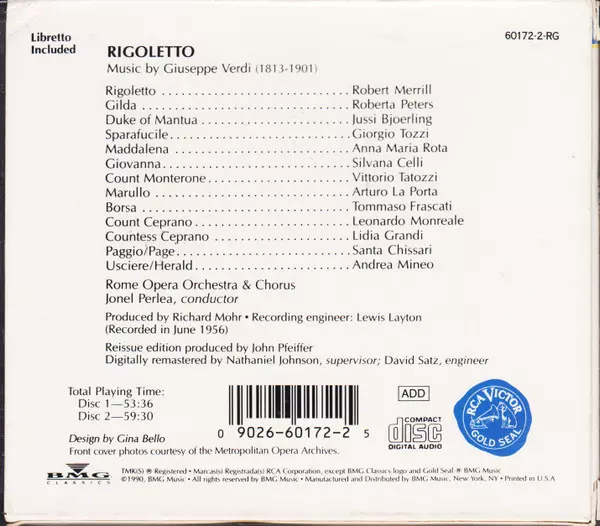 Libretto
Included
60172-2-RG
RIGOLETTO
Music by Giuseppe Verdi (1813-1901)
Rigoletto . . . . . . . . . . . . . . . . . . . . . . . . . . . Robert Merrill
Gilda . . . . . . . . . . . . . . . . . . . . . . . . . . . Roberta Peters
Duke of Mantua . . . . . . . . . . . . . . . . . . . . Jussi Bjoerling
Sparafucile . . . . . . . . . . . . . . . . . . . . . . . . . Giorgio Tozzi
Maddalena . . . . . . . . . . . . . . . . . . . . . . . . Anna Maria Rota
Giovanna . . . . . . . . . . . . . . . . . . . . . . . . . . Silvana Celli
Count Monterone . . . . . . . . . . . . . . . . . . . Vittorio Tatozzi
Marullo . . . . . . . . . . . . . . . . . . . . . . . . . . . Arturo La Porta
Borsa . . . . . . . . . . . . . . . . . . . . . . . . . . . . Tommaso Frascati
Count Ceprano . . . . . . . . . . . . . . . . . . . . . Leonardo Monreale
Countess Ceprano . . . . . . . . . . . . . . . . . . Lidia Grandi
Paggio/Page . . . . . . . . . . . . . . . . . . . . . . . Santa Chissari
Usciere/Herald . . . . . . . . . . . . . . . . . . . . . Andrea Mineo
Rome Opera Orchestra & Chorus
Jonel Perlea, conductor
Produced by Richard Mohr • Recording engineer: Lewis Layton
(Recorded in June 1956)
Reissue edition produced by John Pfeiffer
Digitally remastered by Nathaniel Johnson, supervisor; David Satz, engineer
Total Playing Time:
Disc 1—53:36
Disc 2—59:30
Design by Gina Bello
Front cover photos courtesy of the Metropolitan Opera Archives.
0 9026-60172-2 5
ADD
COMPACT
disc
DIGITAL AUDIO
RCA VICTOR
GOLD SEAL
BMG
CLASSICS
TMK(S) ® Registered • Marca(s) Registrada(s) RCA Corporation, except BMG Classics logo and Gold Seal ® BMG Music
©1990, BMG Music • All rights reserved by BMG Music • Manufactured and Distributed by BMG Music, New York, NY • Printed in U.S.A